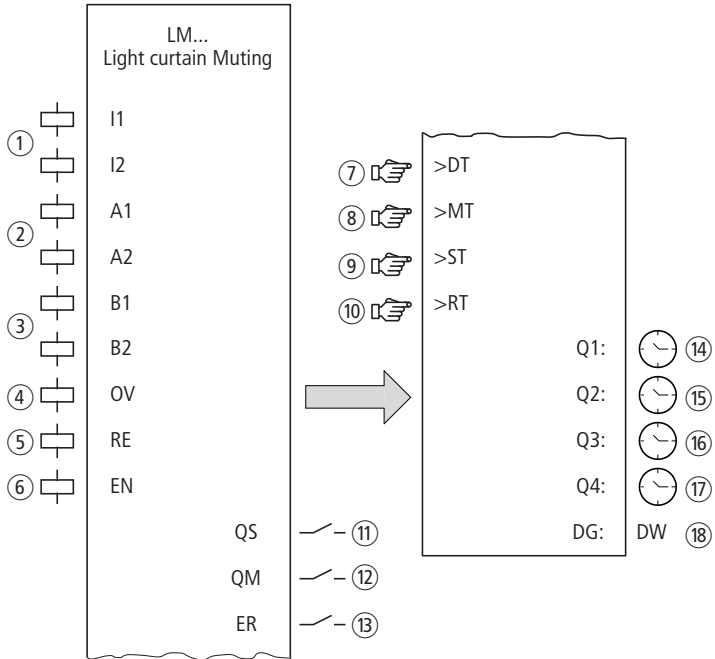 LM...
Light curtain Muting
1
I1
I2
2
A1
A2
3
B1
B2
4 OV
5 RE
6 EN
QS 11
QM 12
ER 13
7 >DT
8 >MT
9 >ST
10 >RT
Q1: 14
Q2: 15
Q3: 16
Q4: 17
DG: DW 18